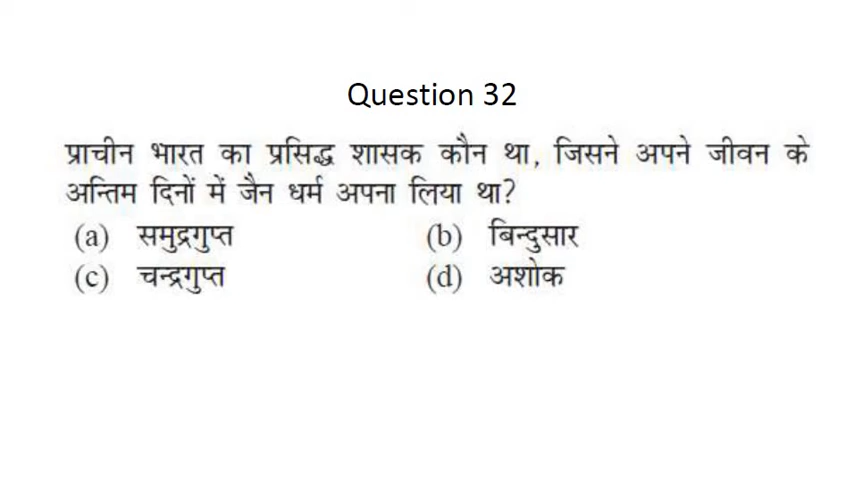 Question 32
प्राचीन भारत का प्रसिद्ध शासक कौन था, जिसने अपने जीवन के
अन्तिम दिनों में जैन धर्म अपना लिया था?
(a) समुद्रगुप्त (b) बिन्दुसार
(c) चन्द्रगुप्त (d) अशोक